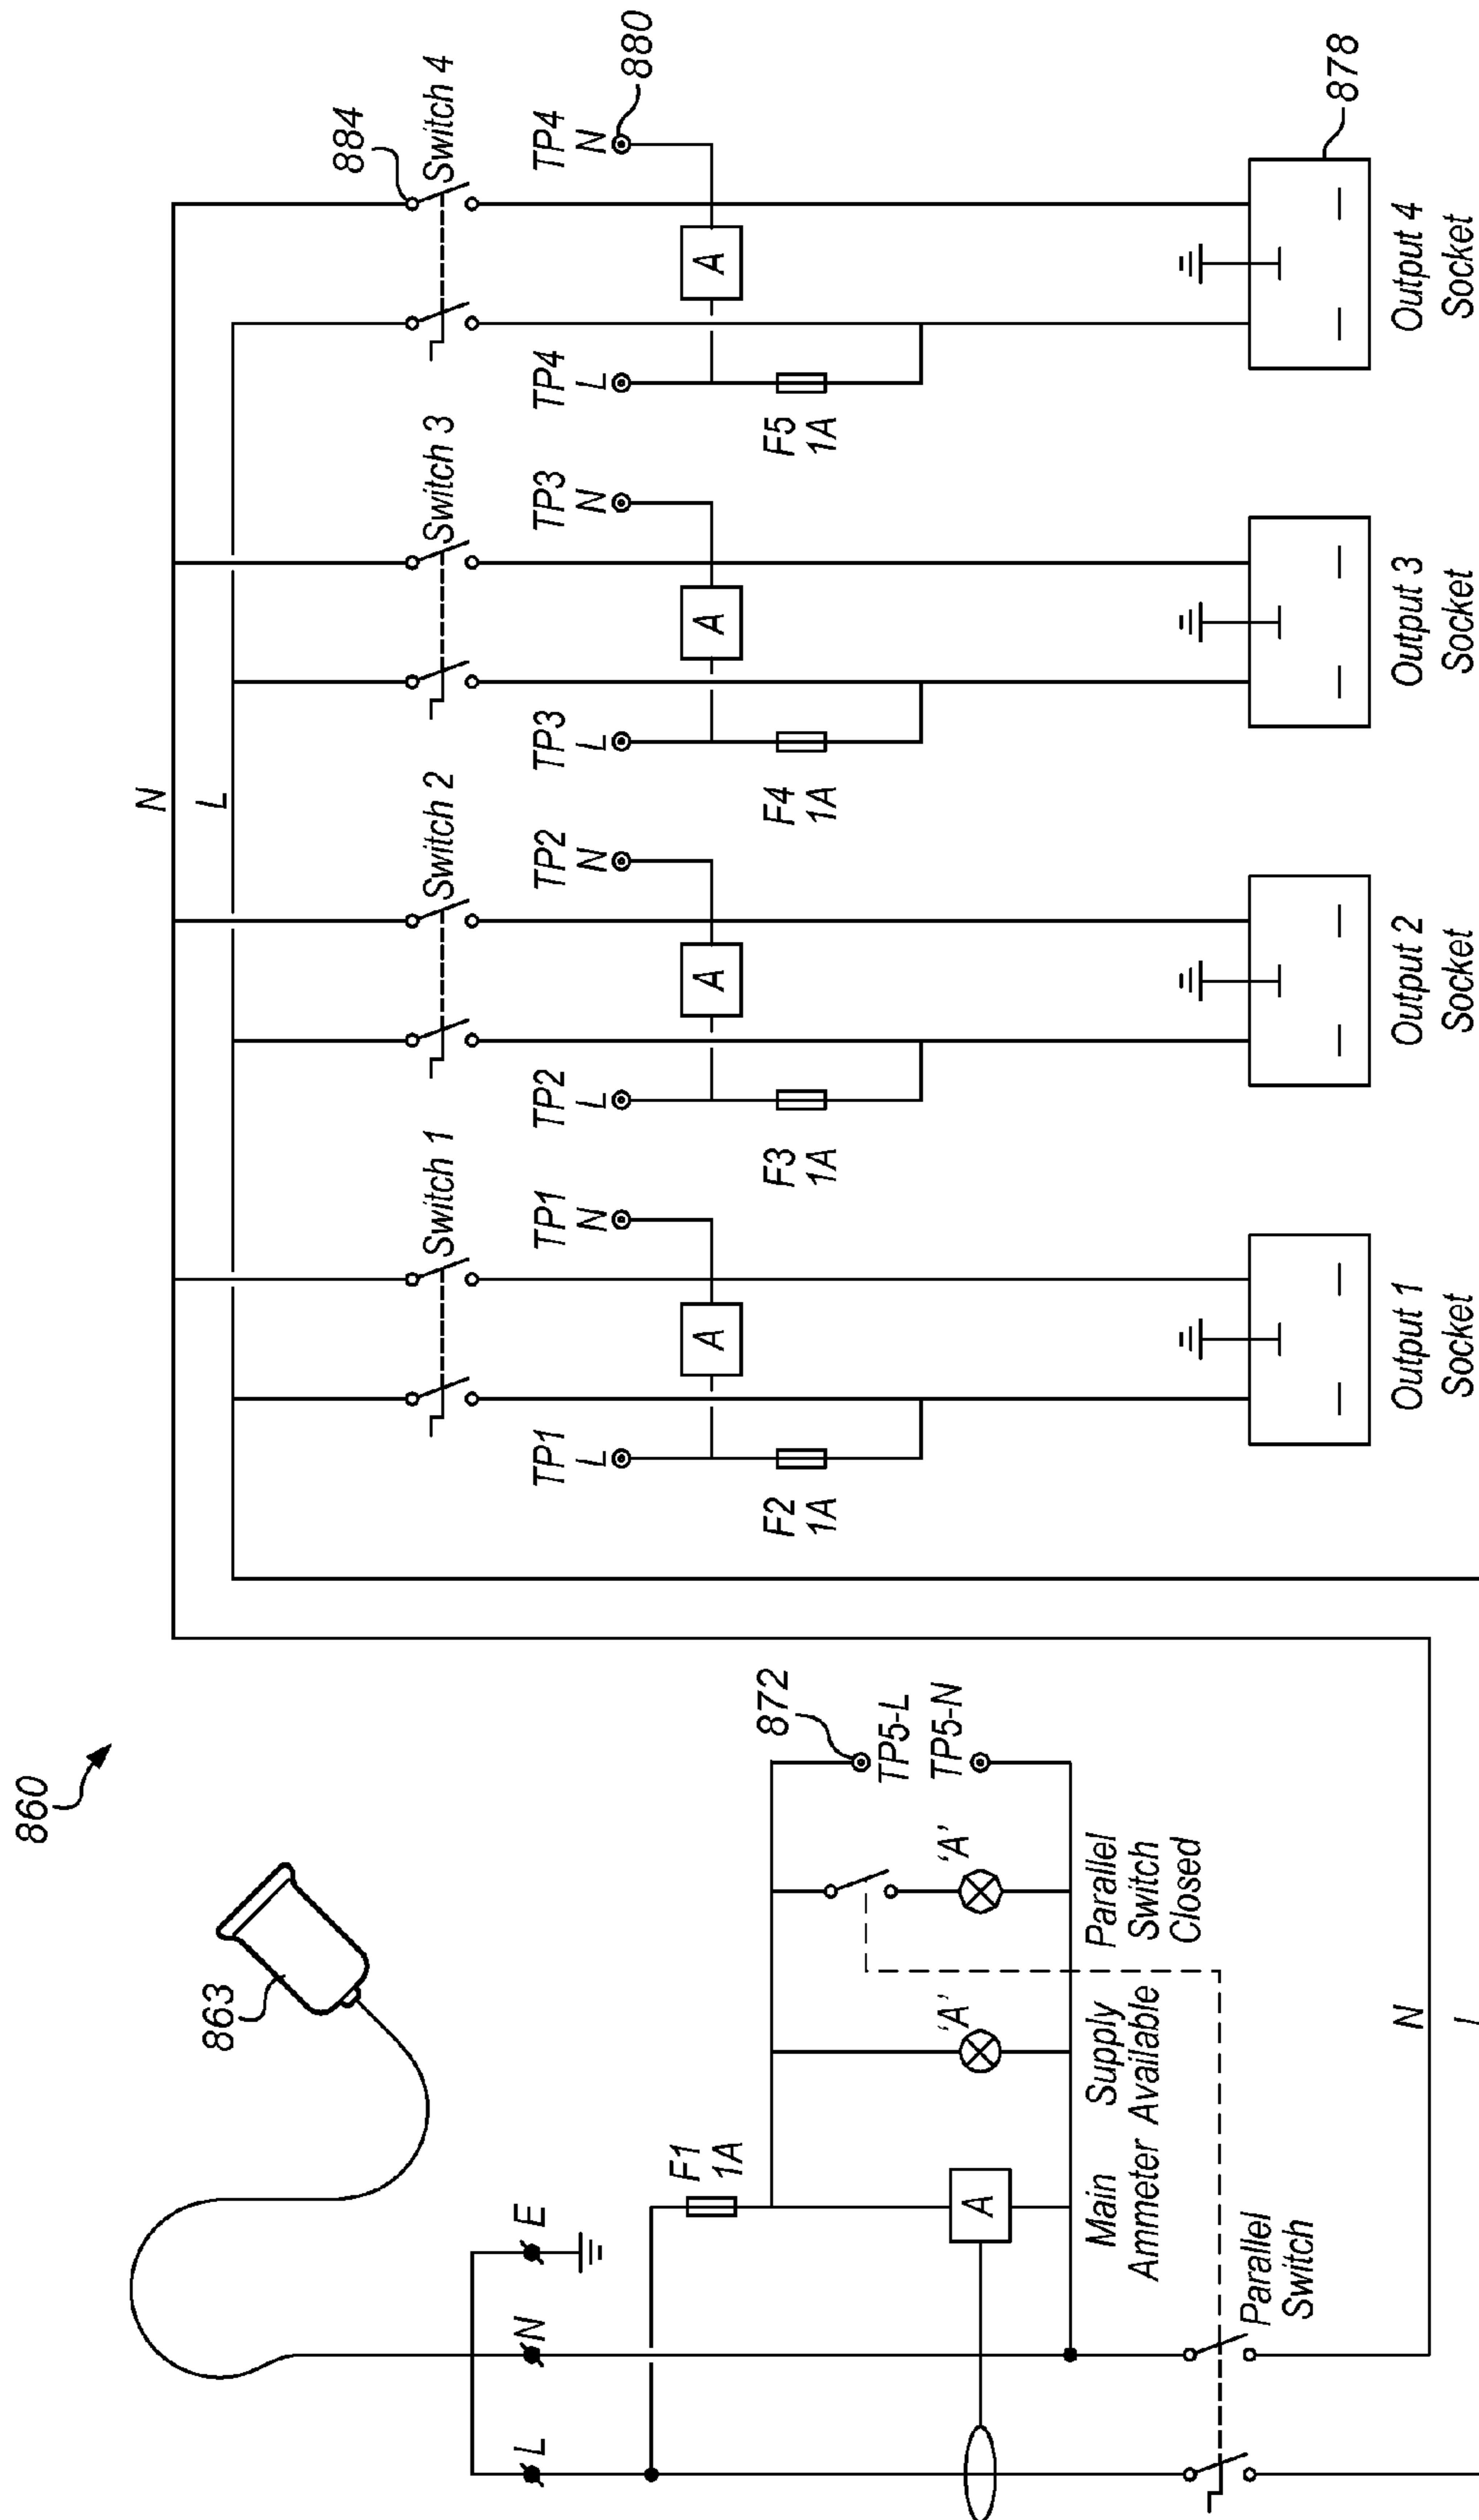 860
863
L
N
E
F1
1A
A
'A'
'A'
872
TP5-L
TP5-N
Main
Ammeter
Supply
Available
Parallel
Switch
Closed
Parallel
Switch
N
L
N
L
Switch 1
Switch 2
Switch 3
Switch 4
884
TP1
L
TP1
N
TP2
L
TP2
N
TP3
L
TP3
N
TP4
L
TP4
N
880
A
A
A
A
F2
1A
F3
1A
F4
1A
F5
1A
878
Output 1
Socket
Output 2
Socket
Output 3
Socket
Output 4
Socket